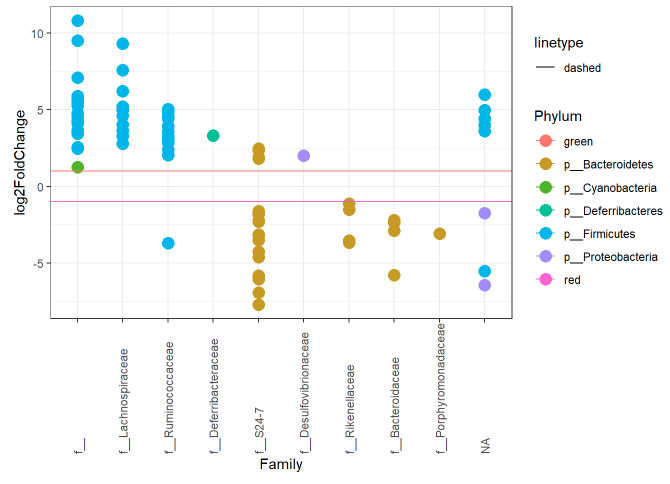 10
5
0
-5
log2FoldChange
f__
f__Lachnospiraceae
f__Ruminococcaceae
f__Deferribacteraceae
f__S24-7
f__Desulfovibrionaceae
f__Rikenellaceae
f__Bacteroidaceae
f__Porphyromonadaceae
NA
Family
linetype
dashed
Phylum
green
p__Bacteroidetes
p__Cyanobacteria
p__Deferribacteres
p__Firmicutes
p__Proteobacteria
red